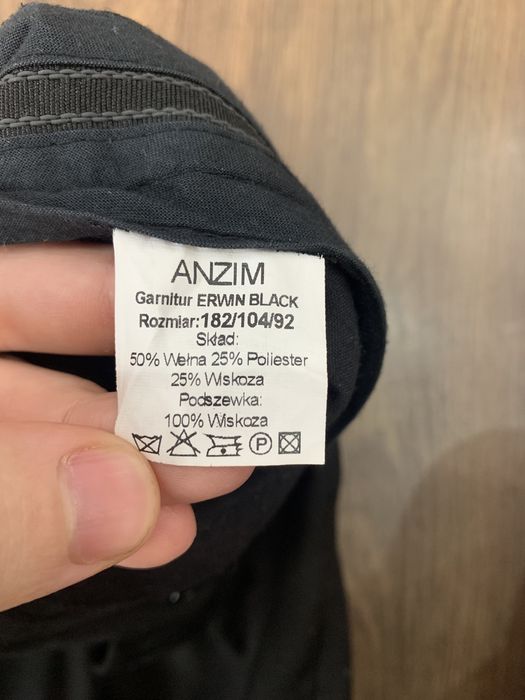 ANZIM
Garnitur ERWIN BLACK
Rozmiar:182/104/92
Skład:
50% Wełna 25% Poliester
25% Wiskoza
Podszewka:
100% Wiskoza
P